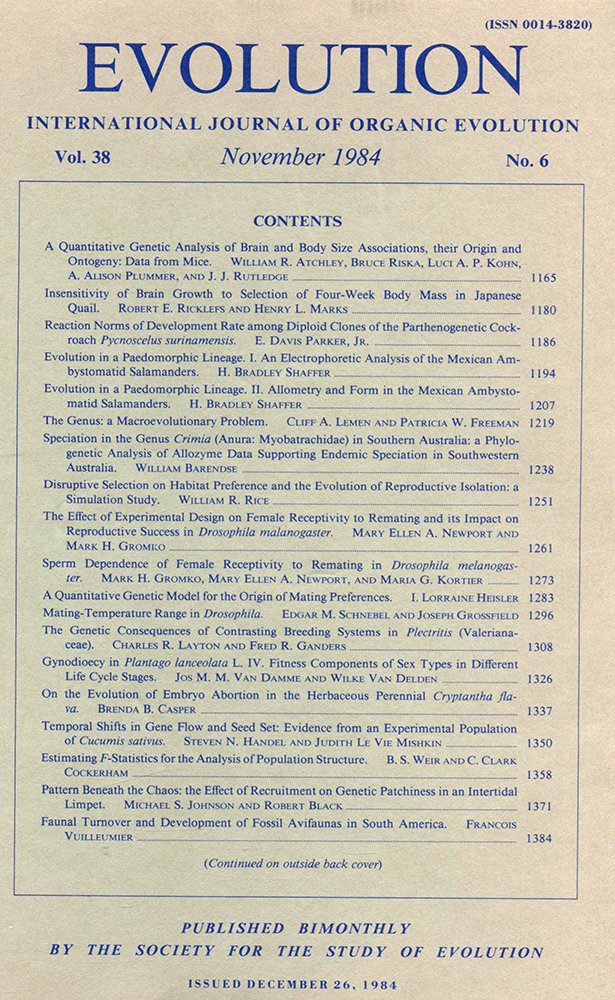 (ISSN 0014-3820)
EVOLUTION
INTERNATIONAL JOURNAL OF ORGANIC EVOLUTION
Vol. 38 November 1984 No. 6
CONTENTS
A Quantitative Genetic Analysis of Brain and Body Size Associations, their Origin and
Ontogeny: Data from Mice. WILLIAM R. ATCHLEY, BRUCE RISKA, LUCI A. P. KOHN,
A. ALISON PLUMMER, AND J. J. RUTLEDGE 1165
Insensitivity of Brain Growth to Selection of Four-Week Body Mass in Japanese
Quail. ROBERT E. RICKLEFS AND HENRY L. MARKS 1180
Reaction Norms of Development Rate among Diploid Clones of the Parthenogenetic Cock-
roach Pycnoscelus surinamensis. E. DAVIS PARKER, JR. 1186
Evolution in a Paedomorphic Lineage. I. An Electrophoretic Analysis of the Mexican Am-
bystomatid Salamanders. H. BRADLEY SHAFFER 1194
Evolution in a Paedomorphic Lineage. II. Allometry and Form in the Mexican Ambysto-
matid Salamanders. H. BRADLEY SHAFFER 1207
The Genus: a Macroevolutionary Problem. CLIFF A. LEMEN AND PATRICIA W. FREEMAN 1219
Speciation in the Genus Crimia (Anura: Myobatrachidae) in Southern Australia: a Phylo-
genetic Analysis of Allozyme Data Supporting Endemic Speciation in Southwestern
Australia. WILLIAM BARENDSE 1238
Disruptive Selection on Habitat Preference and the Evolution of Reproductive Isolation: a
Simulation Study. WILLIAM R. RICE 1251
The Effect of Experimental Design on Female Receptivity to Remating and its Impact on
Reproductive Success in Drosophila malanogaster. MARY ELLEN A. NEWPORT AND
MARK H. GROMKO 1261
Sperm Dependence of Female Receptivity to Remating in Drosophila melanogas-
ter. MARK H. GROMKO, MARY ELLEN A. NEWPORT, AND MARIA G. KORTIER 1273
A Quantitative Genetic Model for the Origin of Mating Preferences. I. LORRAINE HEISLER 1283
Mating-Temperature Range in Drosophila. EDGAR M. SCHNEBEL AND JOSEPH GROSSFIELD 1296
The Genetic Consequences of Contrasting Breeding Systems in Plectritis (Valeriana-
ceae). CHARLES R. LAYTON AND FRED R. GANDERS 1308
Gynodioecy in Plantago lanceolata L. IV. Fitness Components of Sex Types in Different
Life Cycle Stages. JOS M. M. VAN DAMME AND WILKE VAN DELDEN 1326
On the Evolution of Embryo Abortion in the Herbaceous Perennial Cryptantha fla-
va. BRENDA B. CASPER 1337
Temporal Shifts in Gene Flow and Seed Set: Evidence from an Experimental Population
of Cucumis sativus. STEVEN N. HANDEL AND JUDITH LE VIE MISHKIN 1350
Estimating F-Statistics for the Analysis of Population Structure. B. S. WEIR AND C. CLARK
COCKERHAM 1358
Pattern Beneath the Chaos: the Effect of Recruitment on Genetic Patchiness in an Intertidal
Limpet. MICHAEL S. JOHNSON AND ROBERT BLACK 1371
Faunal Turnover and Development of Fossil Avifaunas in South America. FRANCOIS
VUILLEUMIER 1384
(Continued on outside back cover)
PUBLISHED BIMONTHLY
BY THE SOCIETY FOR THE STUDY OF EVOLUTION
ISSUED DECEMBER 26, 1984